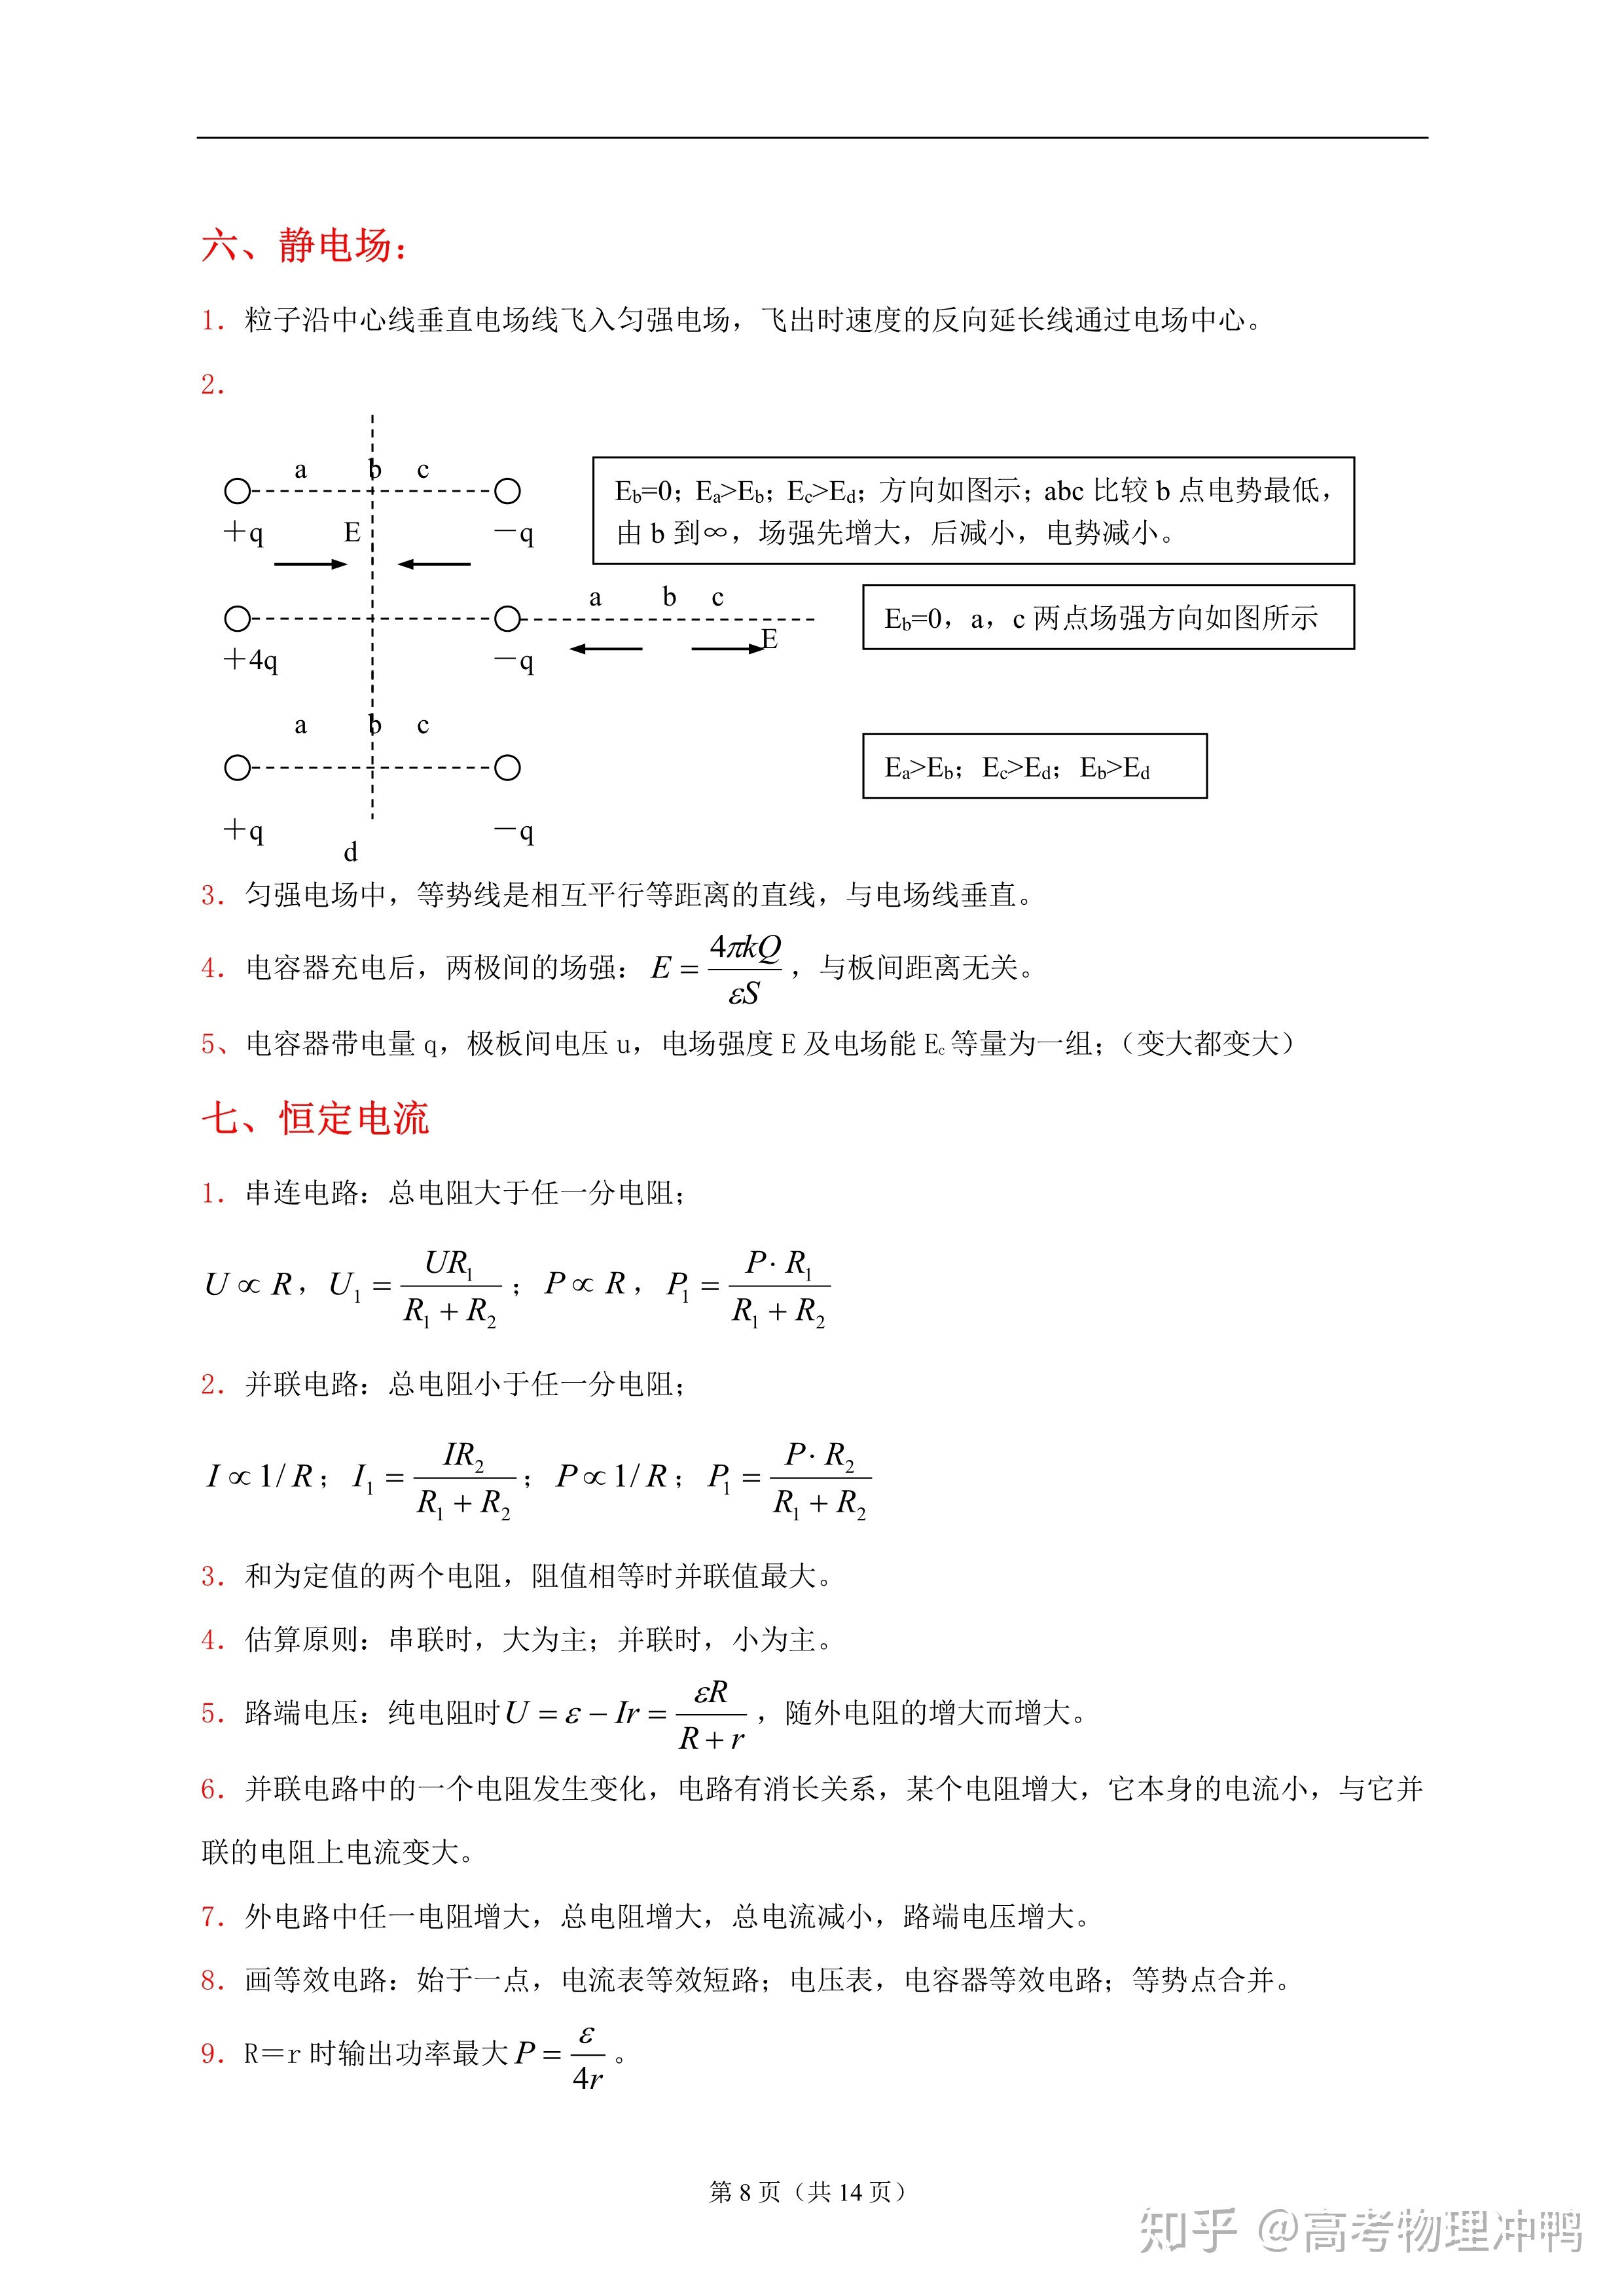 六、静电场：
1．粒子沿中心线垂直电场线飞入匀强电场，飞出时速度的反向延长线通过电场中心。
2．
a b c
+q E －q
E_b=0；E_a>E_b；E_c>E_d；方向如图示；abc 比较 b 点电势最低，
由 b 到∞，场强先增大，后减小，电势减小。
a b c
E
+4q －q
E_b=0，a，c 两点场强方向如图所示
a b c
+q －q
d
E_a>E_b；E_c>E_d；E_b>E_d
3．匀强电场中，等势线是相互平行等距离的直线，与电场线垂直。
4．电容器充电后，两极间的场强：E = 4πkQ/εS，与板间距离无关。
5、电容器带电量 q，极板间电压 u，电场强度 E 及电场能 E_c 等量为一组；（变大都变大）
七、恒定电流
1．串连电路：总电阻大于任一分电阻；
U ∝ R，U_1 = UR_1/(R_1 + R_2)；P ∝ R，P_1 = P · R_1/(R_1 + R_2)
2．并联电路：总电阻小于任一分电阻；
I ∝ 1/R；I_1 = IR_2/(R_1 + R_2)；P ∝ 1/R；P_1 = P · R_2/(R_1 + R_2)
3．和为定值的两个电阻，阻值相等时并联值最大。
4．估算原则：串联时，大为主；并联时，小为主。
5．路端电压：纯电阻时 U = ε − Ir = εR/(R + r)，随外电阻的增大而增大。
6．并联电路中的一个电阻发生变化，电路有消长关系，某个电阻增大，它本身的电流小，与它并
联的电阻上电流变大。
7．外电路中任一电阻增大，总电阻增大，总电流减小，路端电压增大。
8．画等效电路：始于一点，电流表等效短路；电压表，电容器等效电路；等势点合并。
9．R＝r 时输出功率最大 P = ε/4r。
第 8 页（共 14 页）
知乎 @高考物理冲鸭